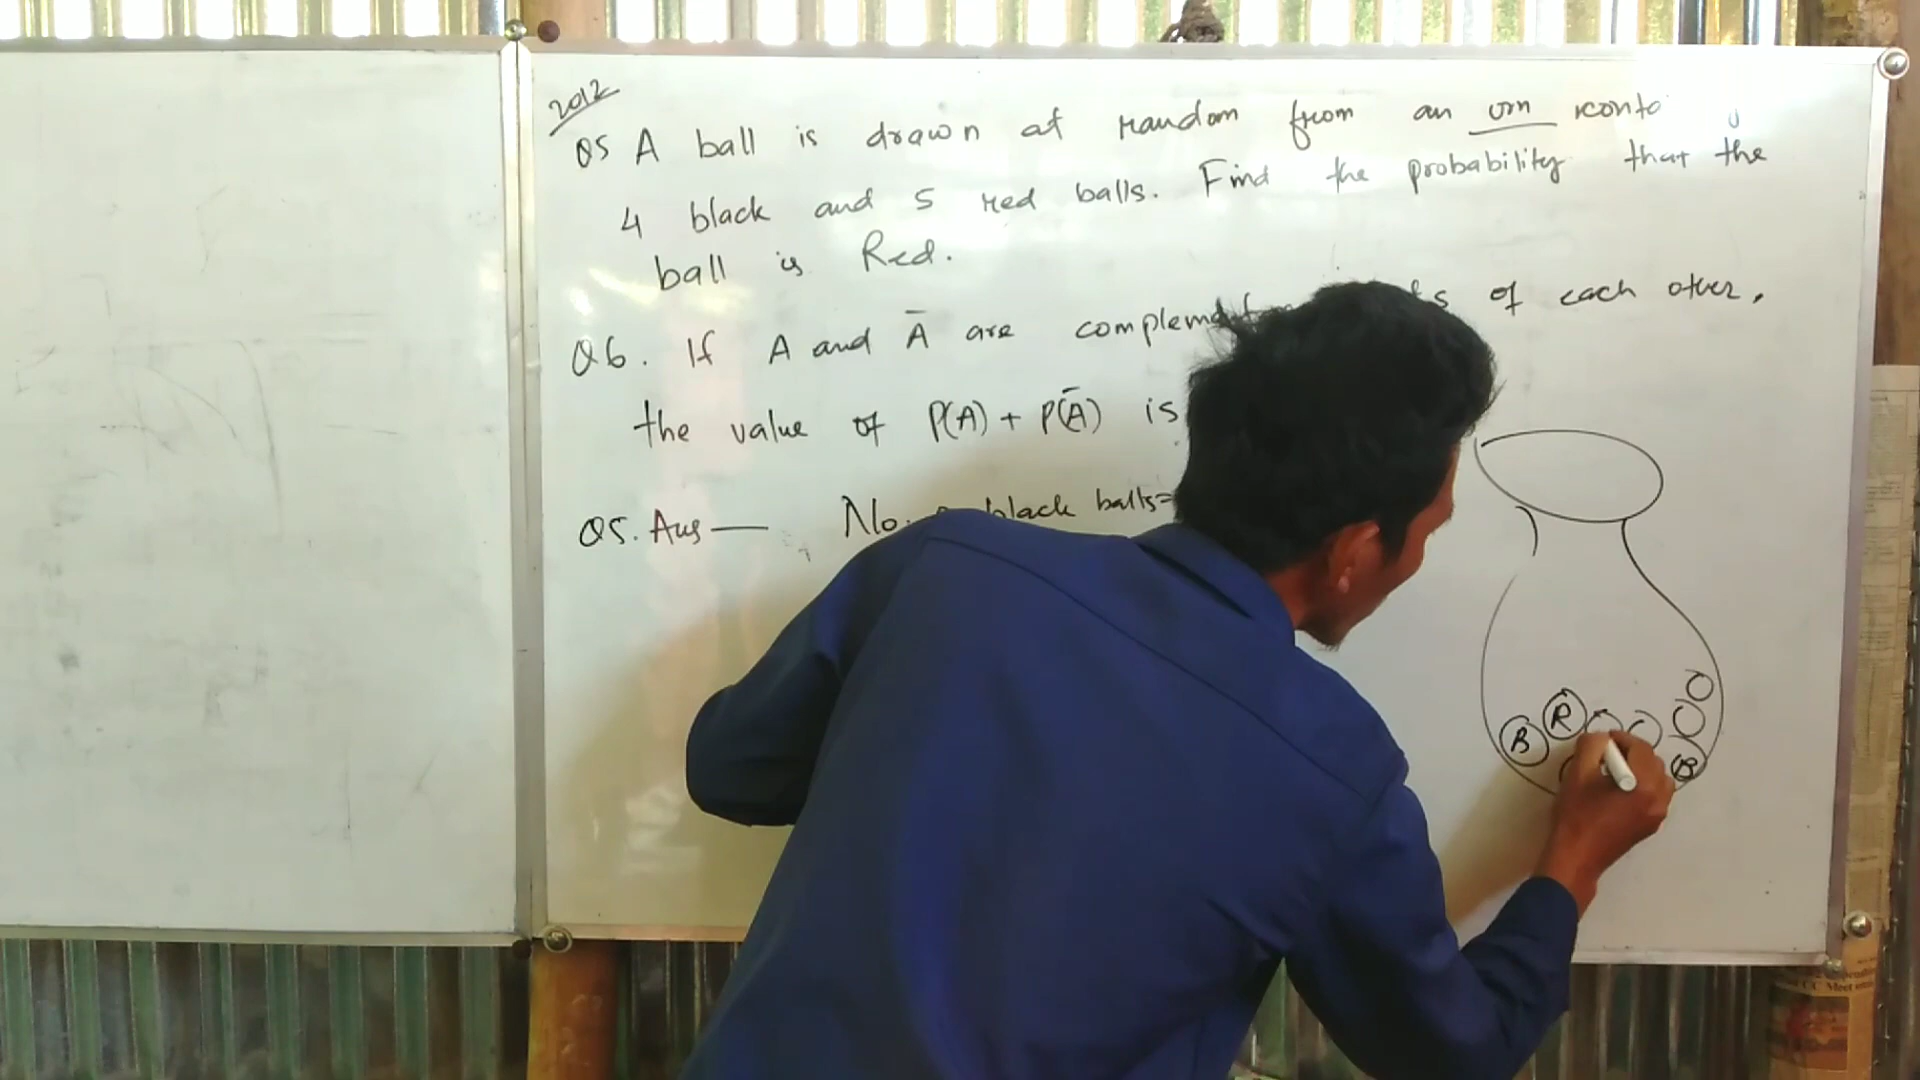 2012
Q5 A ball is drawn at random from an urn
4 black and 5 red balls. Find the probability that the
ball is Red.
Q6. If A and Ā are of each other,
the value of P(A) + P(Ā) is
Q5. Ans — No. black balls=
R
B
B